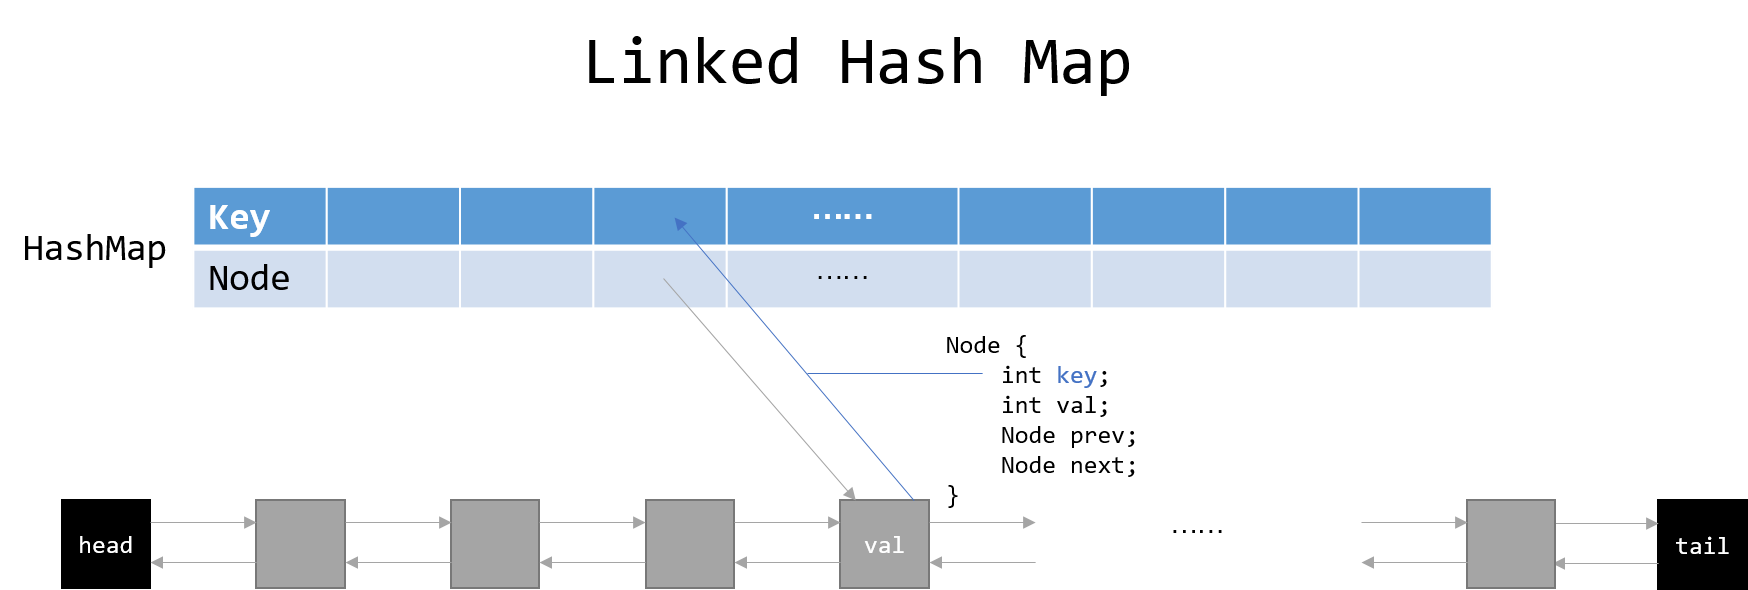 Linked Hash Map
HashMap
Key ……
Node ……
Node {
int key;
int val;
Node prev;
Node next;
}
head val …… tail